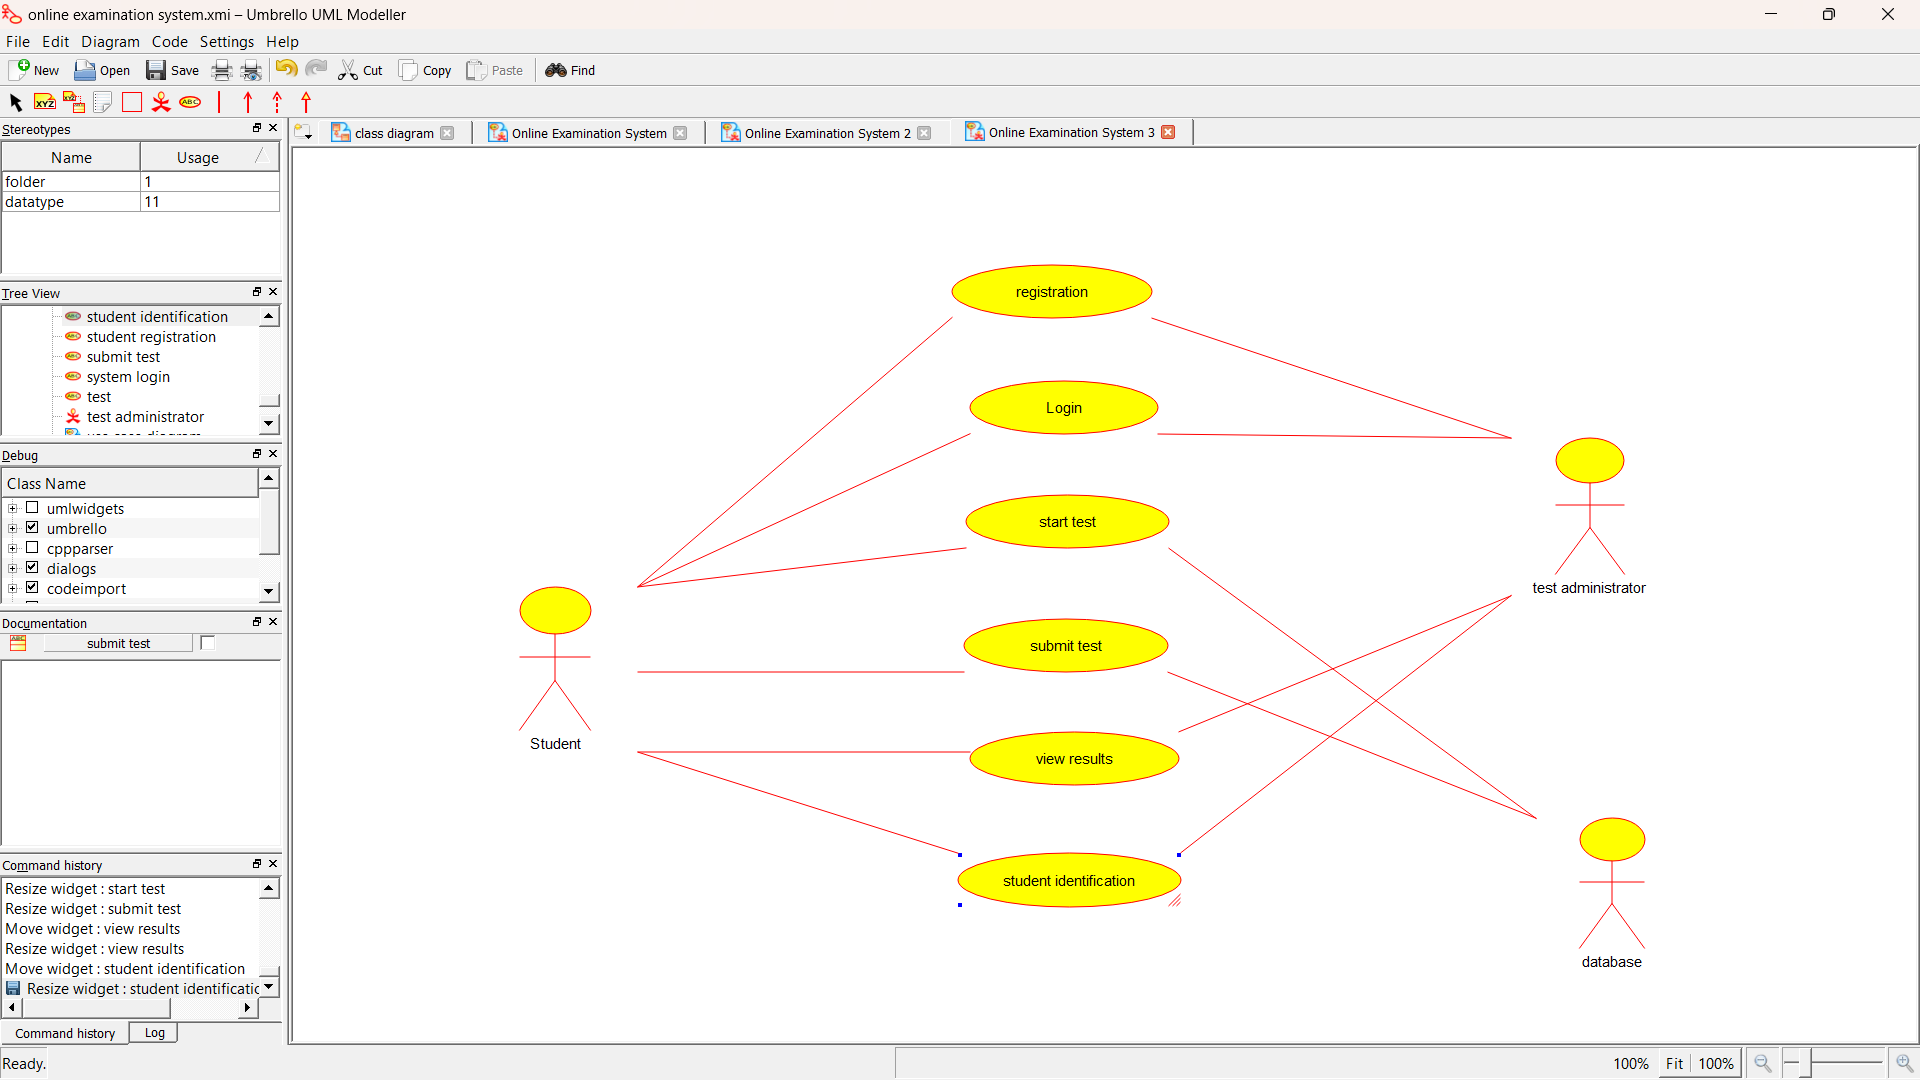 online examination system.xmi – Umbrello UML Modeller
File Edit Diagram Code Settings Help
New Open Save Cut Copy Paste Find
XYZ XYZ ABC
Stereotypes
Name Usage
folder 1
datatype 11
Tree View
student identification
student registration
submit test
system login
test
test administrator
Debug
Class Name
umlwidgets
umbrello
cppparser
dialogs
codeimport
Documentation
submit test
Command history
Resize widget : start test
Resize widget : submit test
Move widget : view results
Resize widget : view results
Move widget : student identification
Resize widget : student identificatic
Command history Log
Ready.
class diagram Online Examination System Online Examination System 2 Online Examination System 3
registration
Login
start test
submit test
view results
student identification
Student
test administrator
database
100% Fit 100%